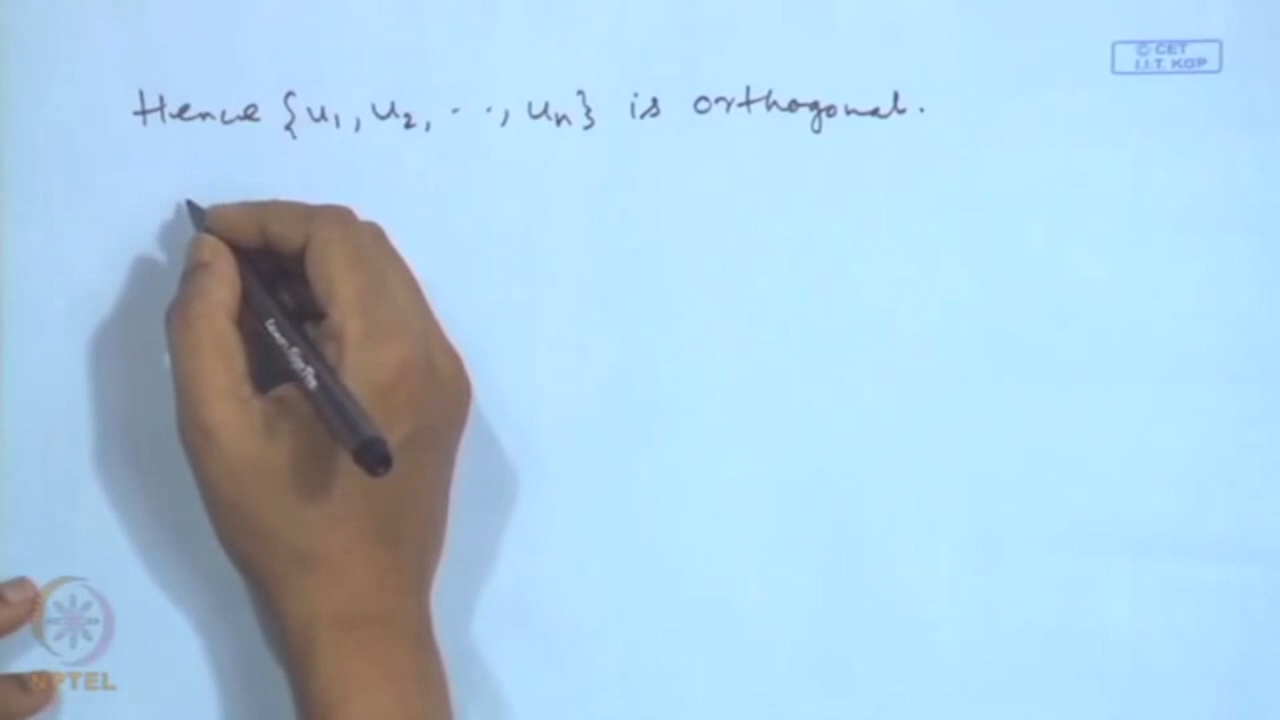 © CET
I.I.T. KGP
Hence {u₁, u₂, ..., uₙ} is orthogonal.
NPTEL